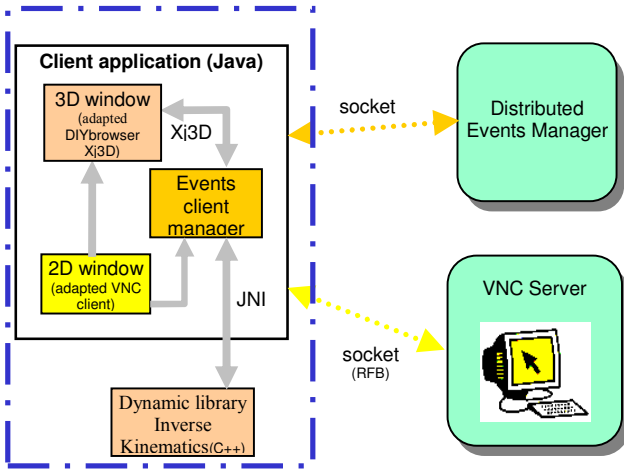 Client application (Java)
3D window
(adapted
DIYbrowser
Xj3D)
Xj3D
Events
client
manager
2D window
(adapted VNC
client)
JNI
Dynamic library
Inverse
Kinematics(C++)
socket
Distributed
Events Manager
socket
(RFB)
VNC Server